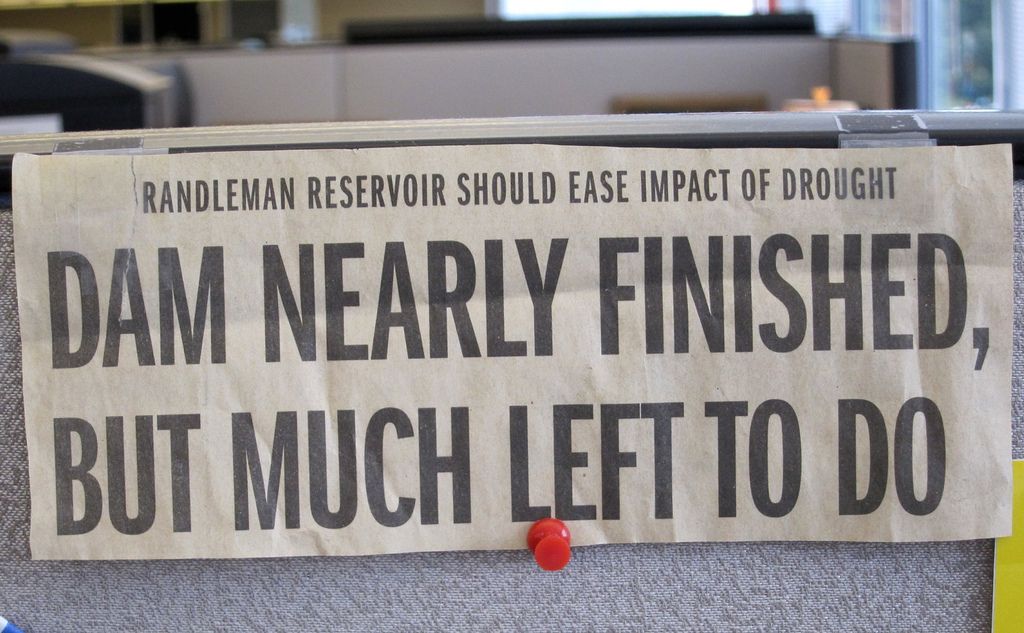 RANDLEMAN RESERVOIR SHOULD EASE IMPACT OF DROUGHT
DAM NEARLY FINISHED,
BUT MUCH LEFT TO DO